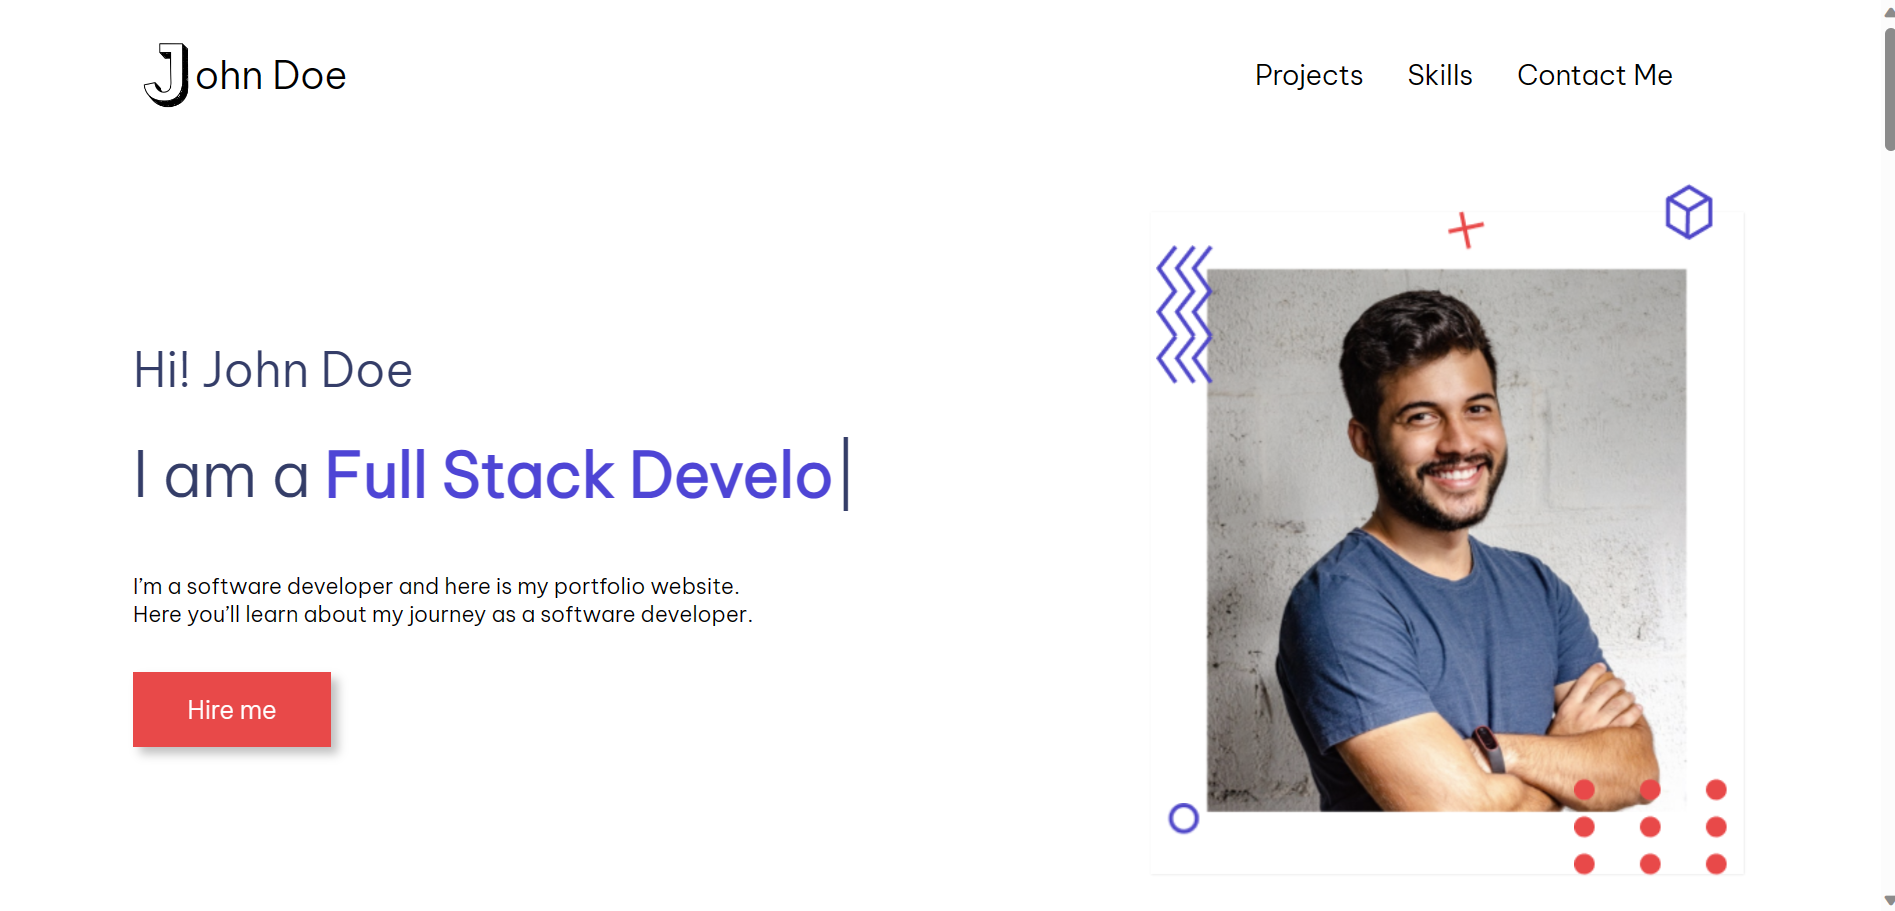 John Doe
Projects Skills Contact Me
Hi! John Doe
I am a Full Stack Develo
I’m a software developer and here is my portfolio website.
Here you’ll learn about my journey as a software developer.
Hire me